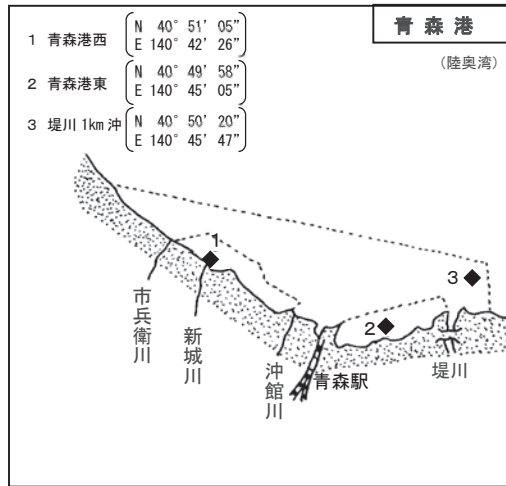 青 森 港
(陸奥湾)
1 青森港西 N 40° 51' 05" E 140° 42' 26"
2 青森港東 N 40° 49' 58" E 140° 45' 05"
3 堤川1km沖 N 40° 50' 20" E 140° 45' 47"
1
3
2
市兵衛川
新城川
沖館川
青森駅
堤川